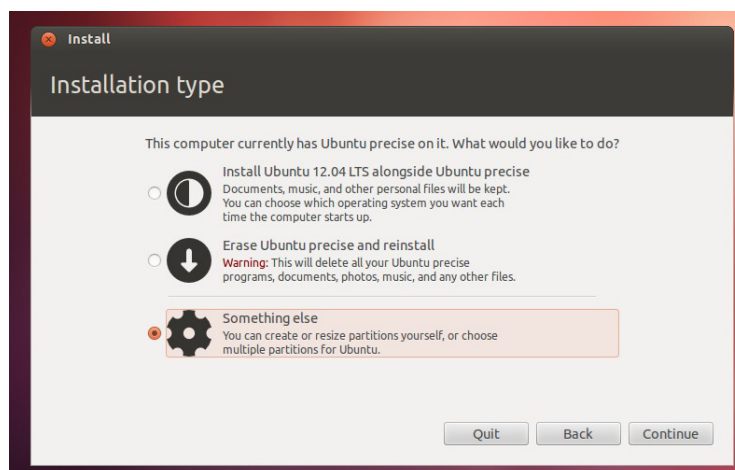 Install
Installation type
This computer currently has Ubuntu precise on it. What would you like to do?
Install Ubuntu 12.04 LTS alongside Ubuntu precise
Documents, music, and other personal files will be kept.
You can choose which operating system you want each
time the computer starts up.
Erase Ubuntu precise and reinstall
Warning: This will delete all your Ubuntu precise
programs, documents, photos, music, and any other files.
Something else
You can create or resize partitions yourself, or choose
multiple partitions for Ubuntu.
Quit Back Continue